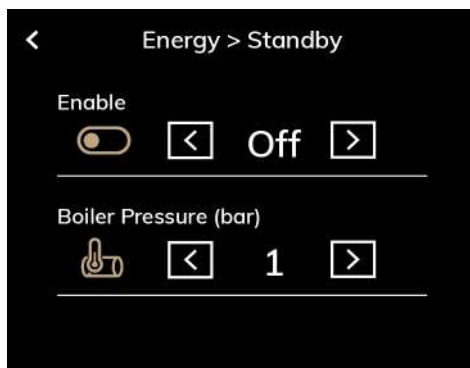 Energy > Standby
Enable
Off
Boiler Pressure (bar)
1